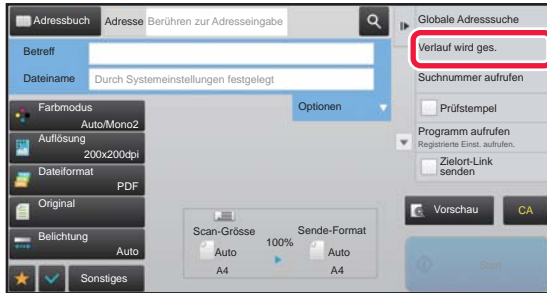 Adressbuch
Adresse
Berühren zur Adresseingabe
Betreff
Dateiname
Durch Systemeinstellungen festgelegt
Optionen
Farbmodus
Auto/Mono2
Auflösung
200x200dpi
Dateiformat
PDF
Original
Belichtung
Auto
Sonstiges
Scan-Grösse
Auto
A4
100%
Sende-Format
Auto
A4
Globale Adresssuche
Verlauf wird ges.
Suchnummer aufrufen
Prüfstempel
Programm aufrufen
Registrierte Einst. aufrufen.
Zielort-Link
senden
Vorschau
CA
Start